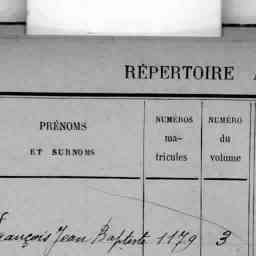 RÉPERTOIRE
PRÉNOMS
ET SURNOMS
NUMÉROS
ma-
tricules
NUMÉRO
du
volume
François Jean Baptiste 1179 3